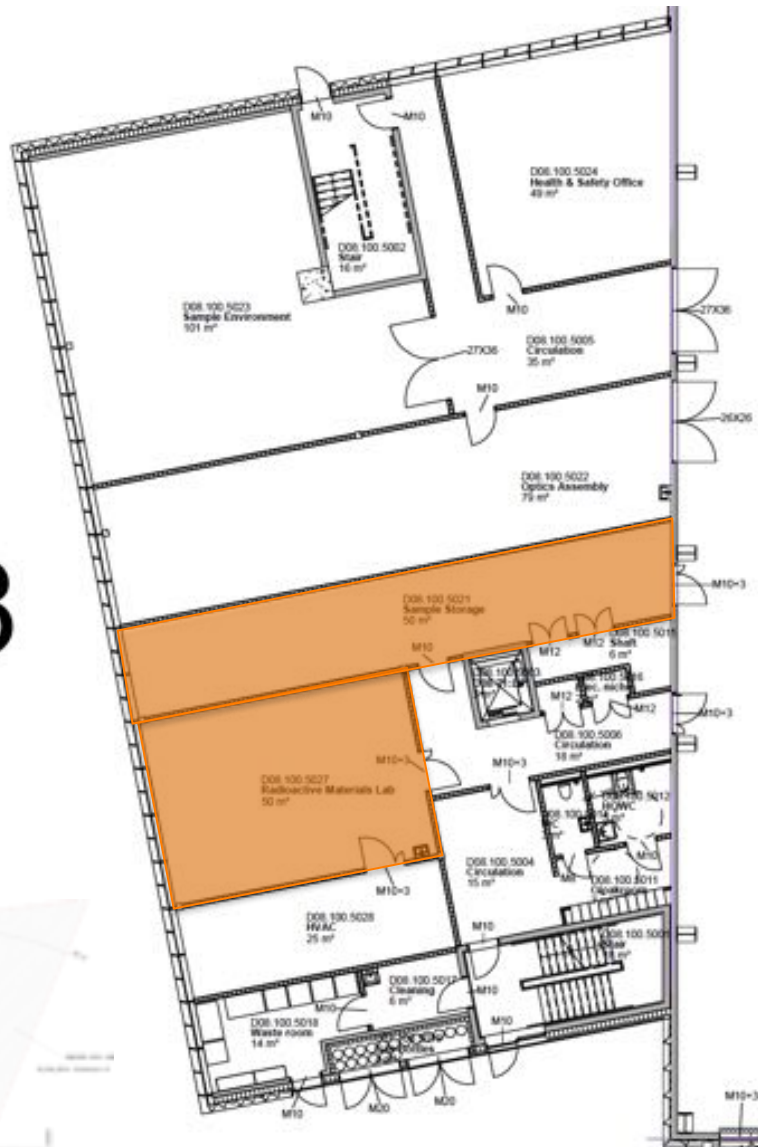 M10
M10
D08.100.5024
Health & Safety Office
49 m²
D08.100.5002
Stair
16 m²
M10
27X36
D08.100.5023
Sample Environment
101 m²
D08.100.5005
Circulation
35 m²
27X36
M10
26X26
D08.100.5022
Optics Assembly
79 m²
M10+3
D08.100.5021
Sample Storage
50 m²
M12
M12
Shaft
6 m²
M10
M12
M12
M10+3
D08.100.5006
Circulation
18 m²
M10+3
M10+3
D08.100.5027
Radioactive Materials Lab
50 m²
HQWC
M10
D08.100.5004
Circulation
15 m²
M10+3
D08.100.5011
Cloakroom
D08.100.5028
HVAC
25 m²
M10
Stair
D08.100.5017
Cleaning
6 m²
M10
M10
D08.100.5018
Waste room
14 m²
M10
M10
M20
M20
M10+3